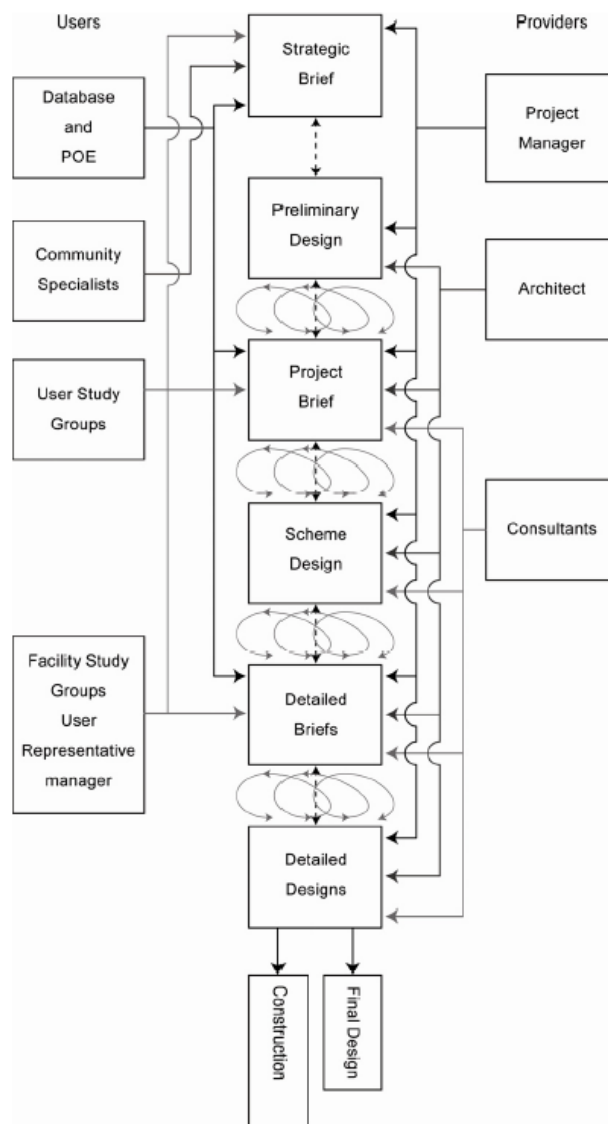 Users
Providers
Strategic
Brief
Database
and
POE
Project
Manager
Preliminary
Design
Community
Specialists
Architect
Project
Brief
User Study
Groups
Scheme
Design
Consultants
Facility Study
Groups
User
Representative
manager
Detailed
Briefs
Detailed
Designs
Construction
Final Design